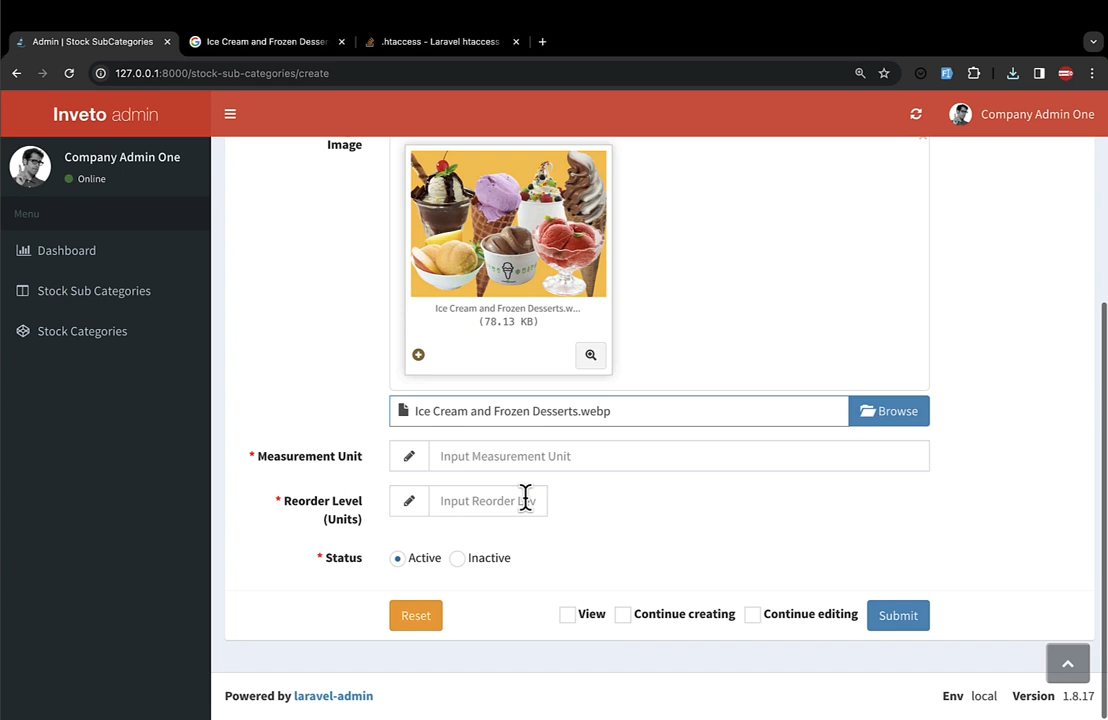 Admin | Stock SubCategories
Ice Cream and Frozen Desser
.htaccess - Laravel htaccess
127.0.0.1:8000/stock-sub-categories/create
Inveto admin
Company Admin One
Company Admin One
Online
Menu
Dashboard
Stock Sub Categories
Stock Categories
Image
Ice Cream and Frozen Desserts.w...
(78.13 KB)
Ice Cream and Frozen Desserts.webp
Browse
* Measurement Unit
Input Measurement Unit
* Reorder Level
(Units)
Input Reorder Lev
* Status
Active
Inactive
Reset
View
Continue creating
Continue editing
Submit
Powered by laravel-admin
Env local
Version 1.8.17